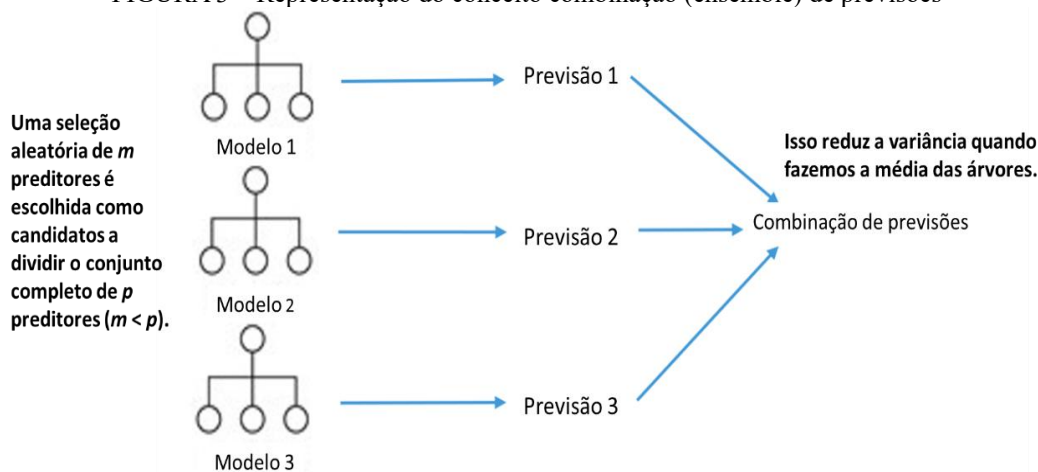 FIGURA 3 – Representação do conceito combinação (ensemble) de previsões
Uma seleção
aleatória de m
preditores é
escolhida como
candidatos a
dividir o conjunto
completo de p
preditores (m < p).
Modelo 1
Previsão 1
Modelo 2
Previsão 2
Modelo 3
Previsão 3
Isso reduz a variância quando
fazemos a média das árvores.
Combinação de previsões